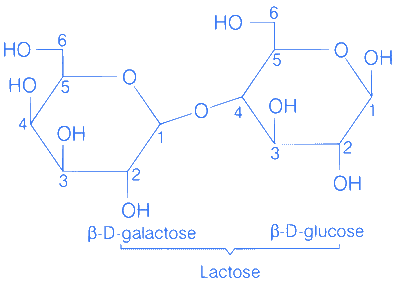 6
6
HO
HO
O
O
5
5
OH
HO
O
OH
4
OH
1
4
1
3
2
3
2
OH
OH
β-D-galactose
β-D-glucose
Lactose